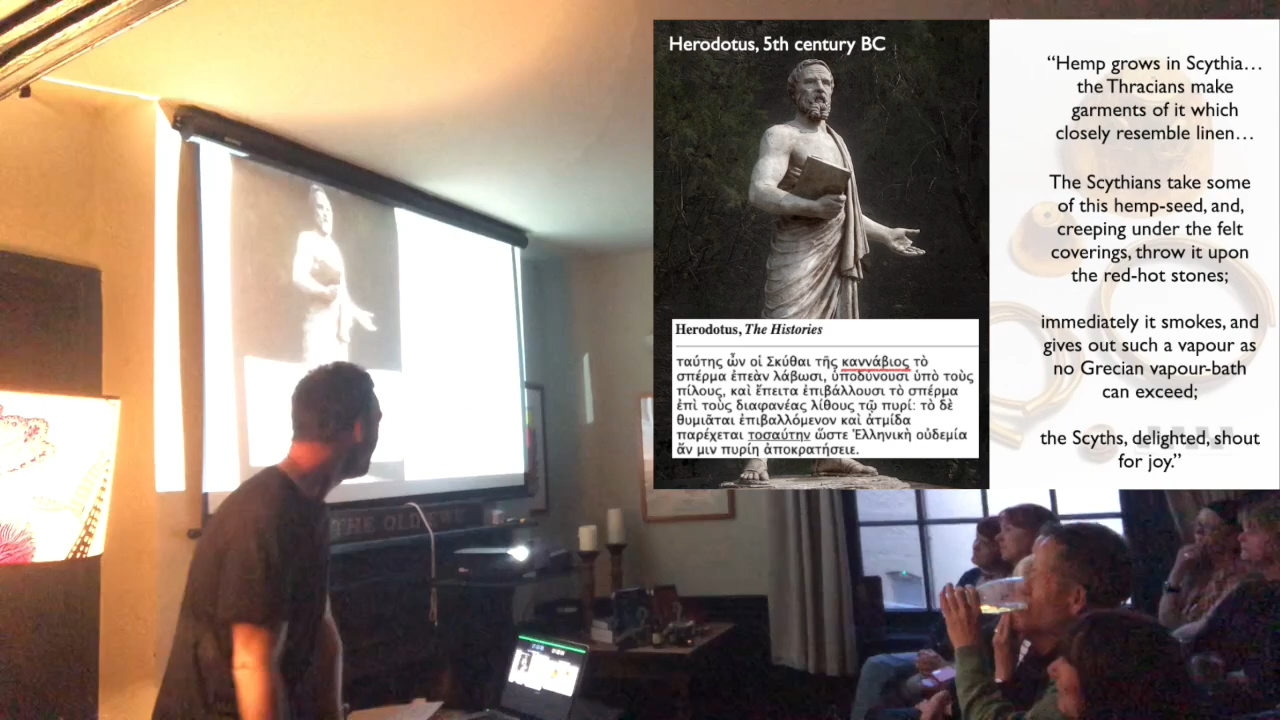 Herodotus, 5th century BC
Herodotus, The Histories
ταύτης ὦν οἱ Σκύθαι τῆς καννάβιος τὸ
σπέρμα ἐπεὰν λάβωσι, ὑποδύνουσι ὑπὸ τοὺς
πίλους, καὶ ἔπειτα ἐπιβάλλουσι τὸ σπέρμα
ἐπὶ τοὺς διαφανέας λίθους τῷ πυρί: τὸ δὲ
θυμιᾶται ἐπιβαλλόμενον καὶ ἀτμίδα
παρέχεται τοσαύτην ὥστε Ἑλληνικὴ οὐδεμία
ἄν μιν πυρίη ἀποκρατήσειε.
“Hemp grows in Scythia…
the Thracians make
garments of it which
closely resemble linen…
The Scythians take some
of this hemp-seed, and,
creeping under the felt
coverings, throw it upon
the red-hot stones;
immediately it smokes, and
gives out such a vapour as
no Grecian vapour-bath
can exceed;
the Scyths, delighted, shout
for joy.”
THE OLD